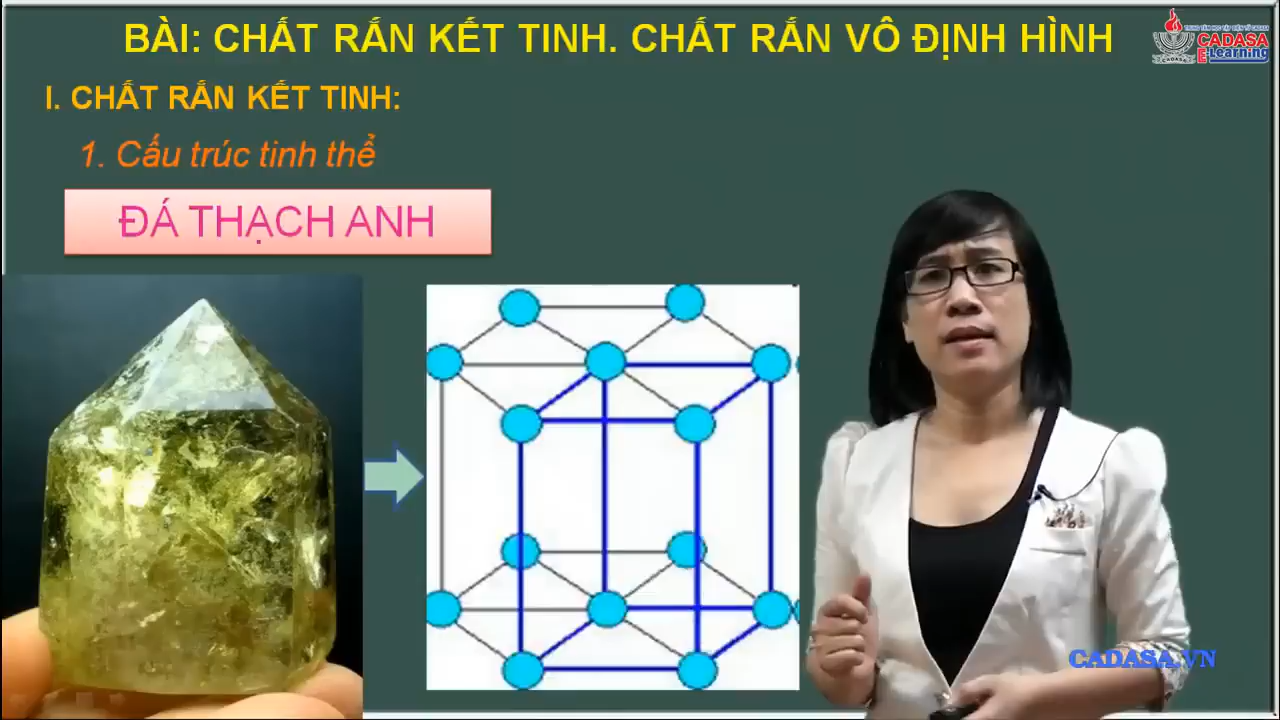 BÀI: CHẤT RẮN KẾT TINH. CHẤT RẮN VÔ ĐỊNH HÌNH
CADASA
E-Learning
CADASA
I. CHẤT RẮN KẾT TINH:
1. Cấu trúc tinh thể
ĐÁ THẠCH ANH
CADASA.VN